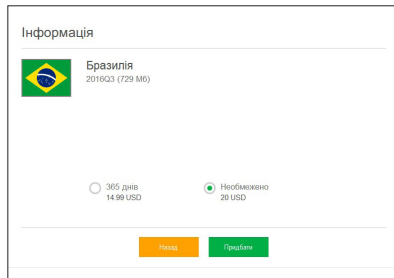 Інформація
Бразилія
2016Q3 (729 Мб)
365 днів
14.99 USD
Необмежено
20 USD
Назад
Придбати